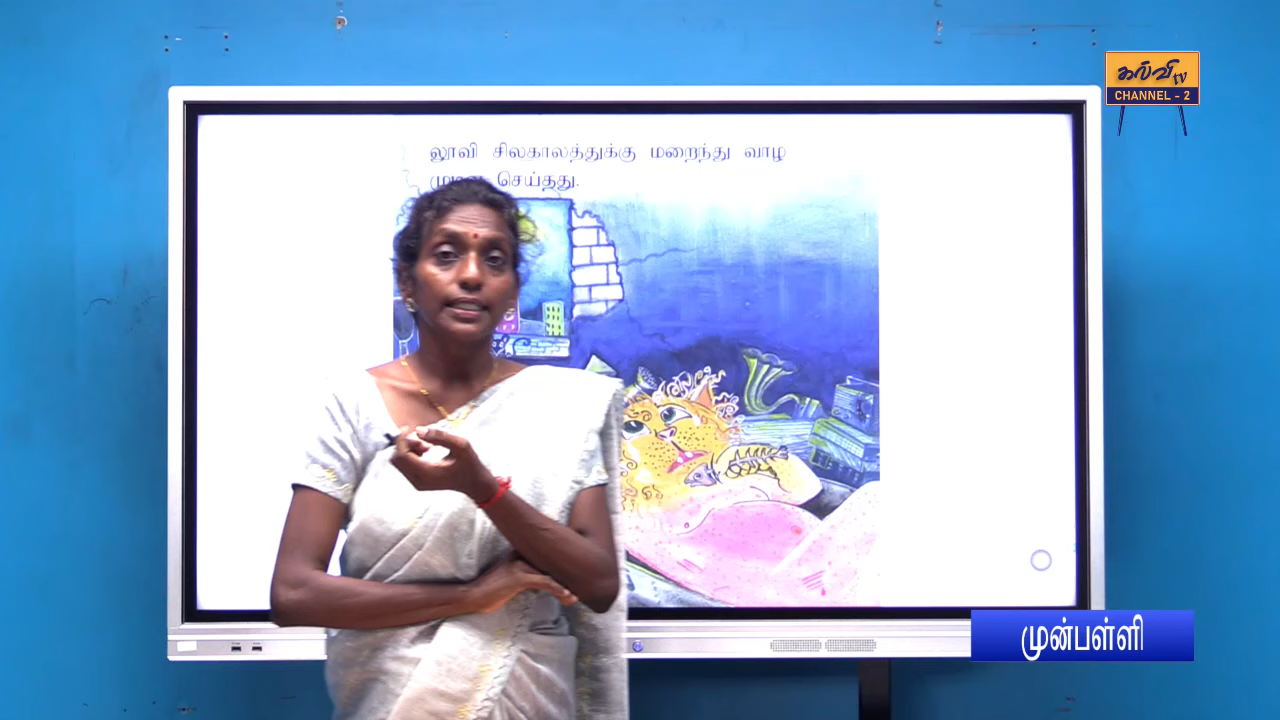 கல்வி tv
CHANNEL - 2
லூவி சிலகாலத்துக்கு மறைந்து வாழ
செய்தது.
முன்பள்ளி